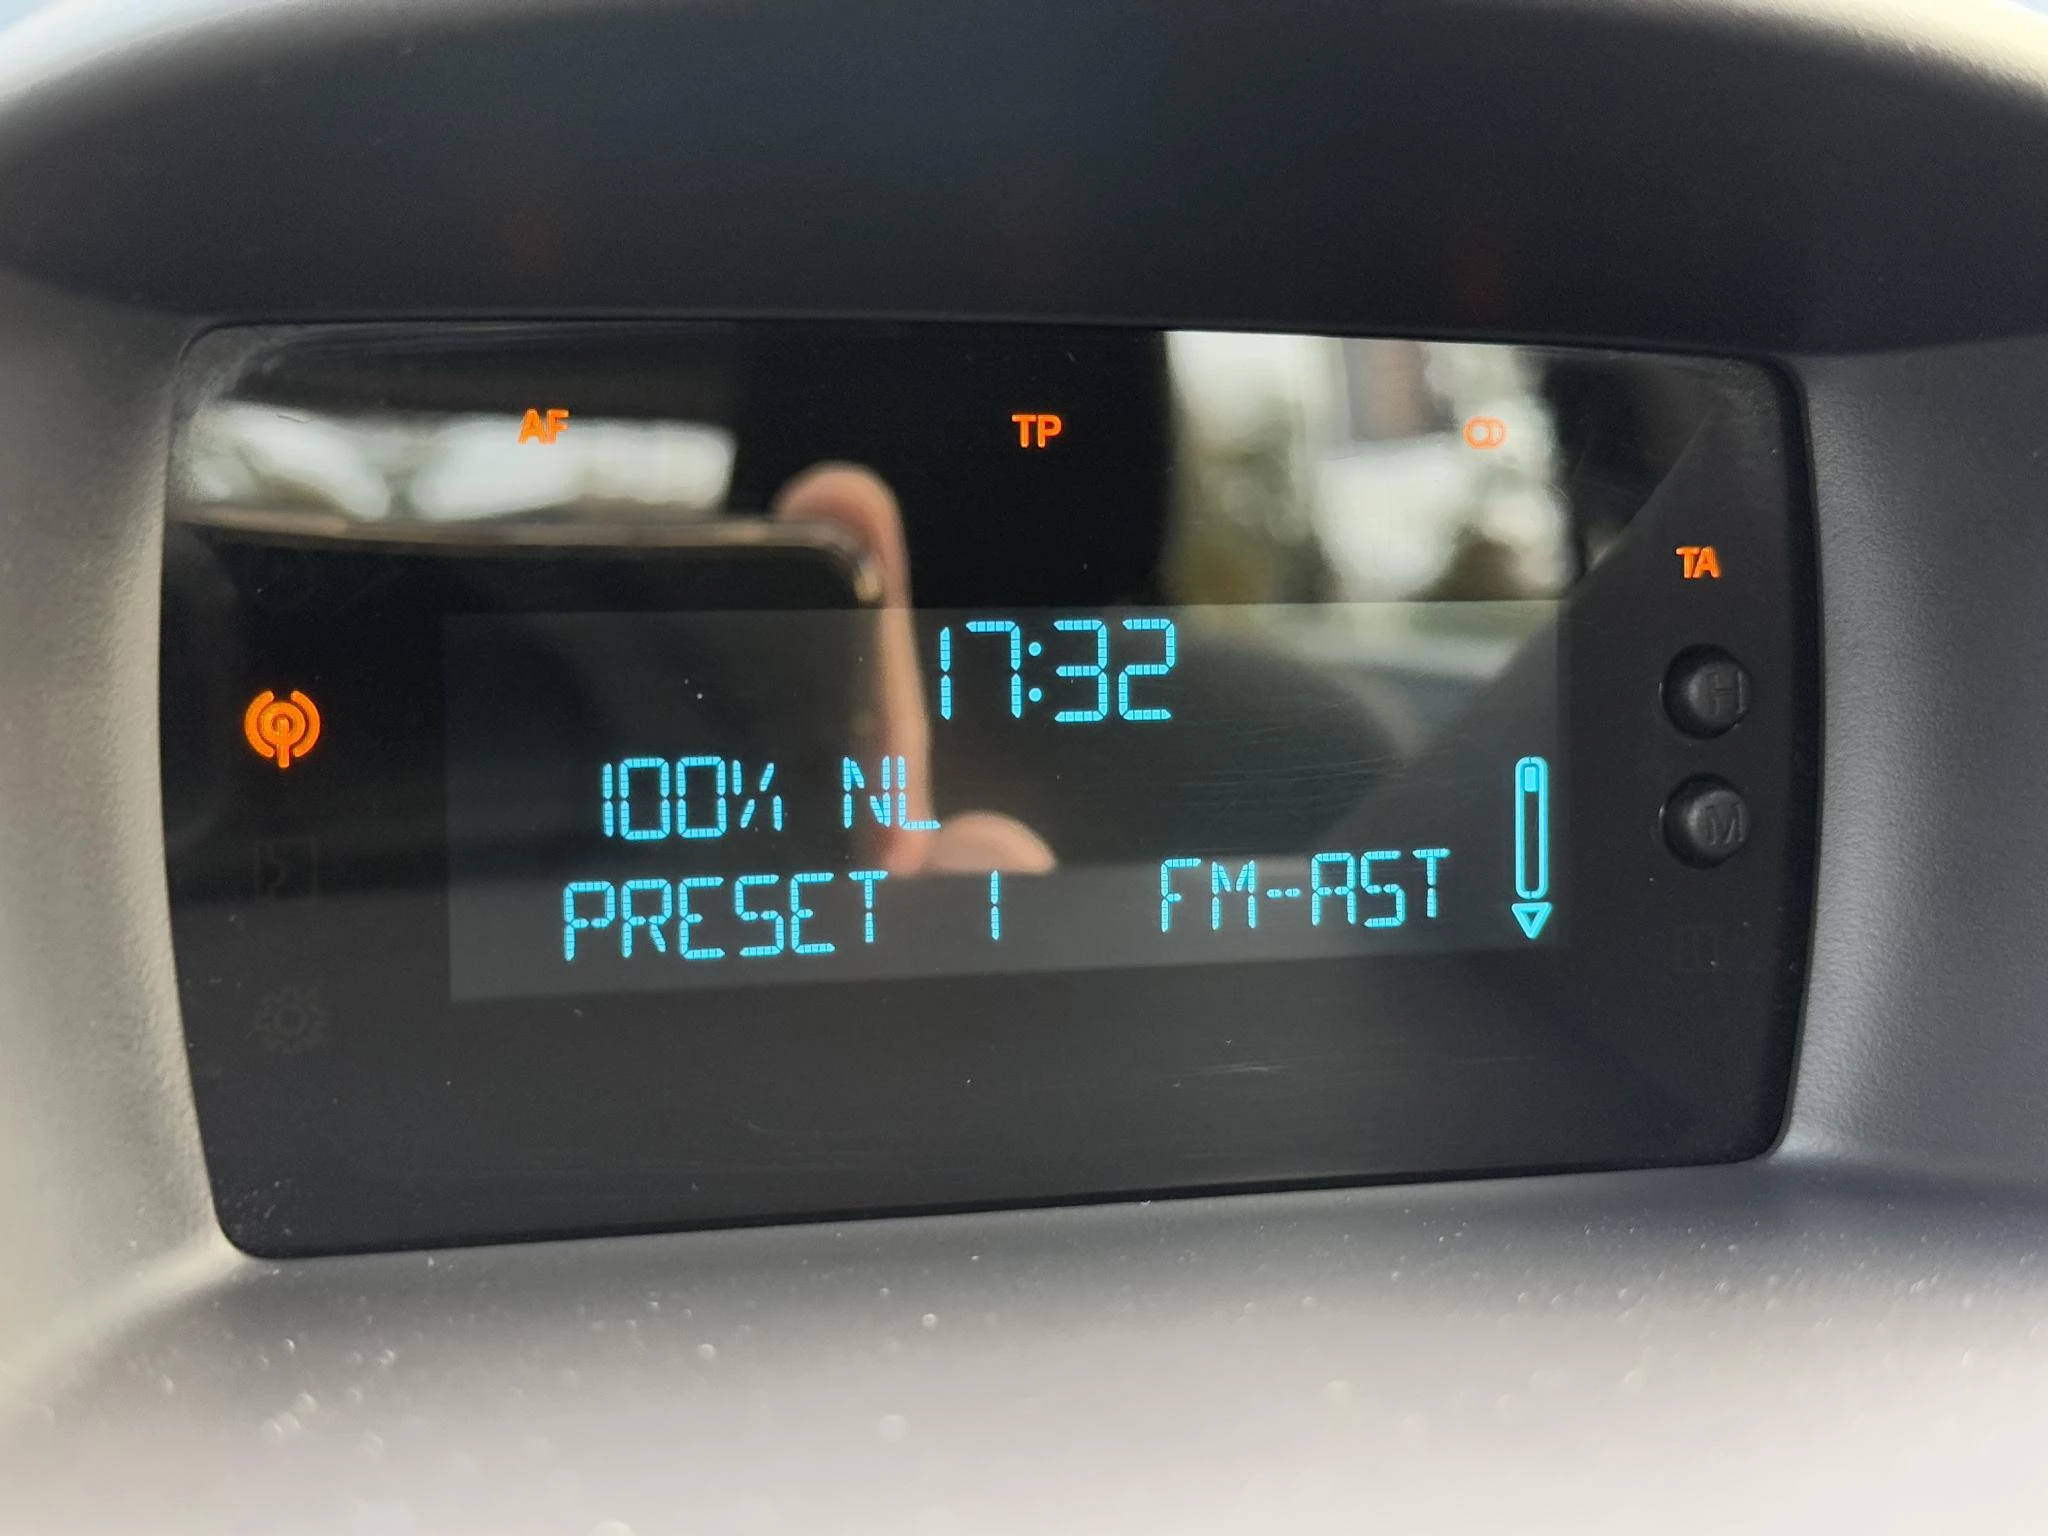 AF TP
TA
17:32
H
100% NL
M
PRESET 1 FM-AST